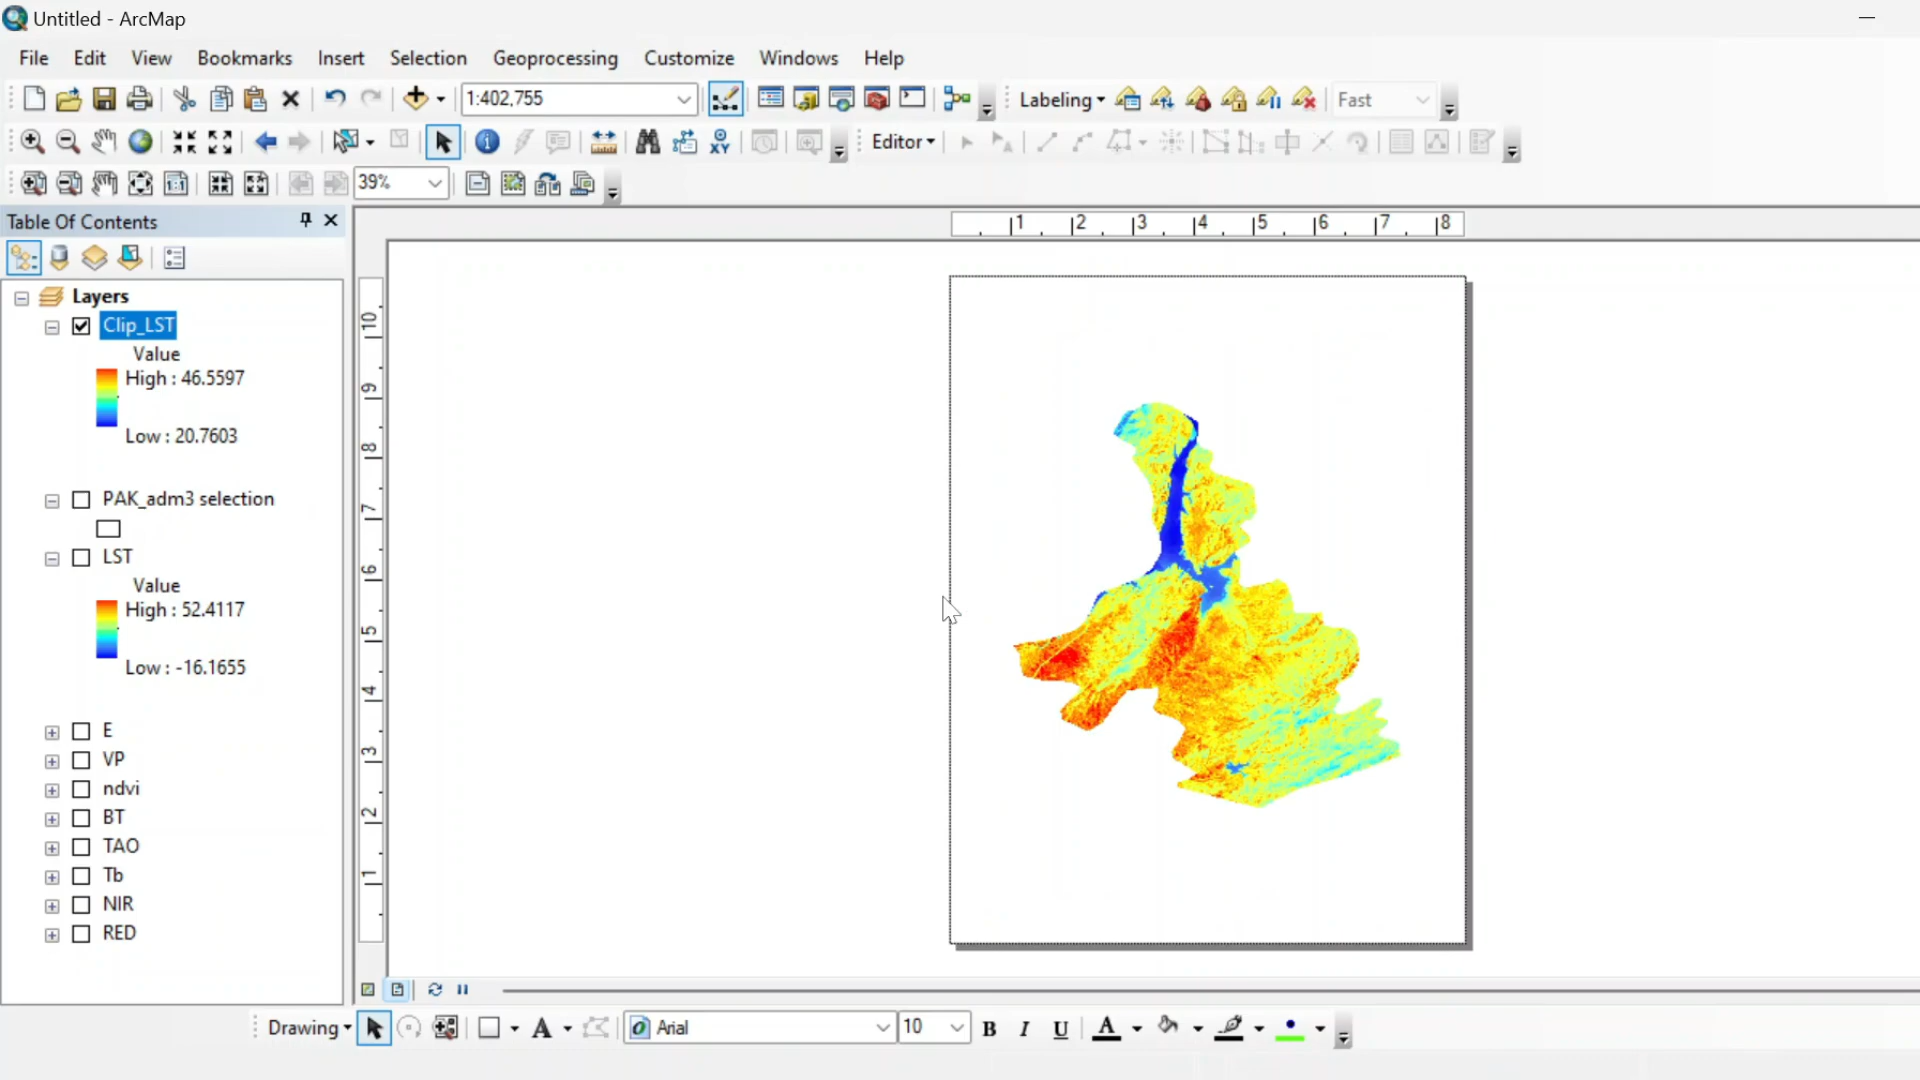 Untitled - ArcMap
File Edit View Bookmarks Insert Selection Geoprocessing Customize Windows Help
1:402,755 Labeling Fast
XY Editor
1:1 39%
Table Of Contents
1 2 3 4 5 6 7 8
Layers
Clip_LST
Value
High : 46.5597
Low : 20.7603
PAK_adm3 selection
LST
Value
High : 52.4117
Low : -16.1655
E
VP
ndvi
BT
TAO
Tb
NIR
RED
10
9
8
7
6
5
4
3
2
1
Drawing A Arial 10 B I U A